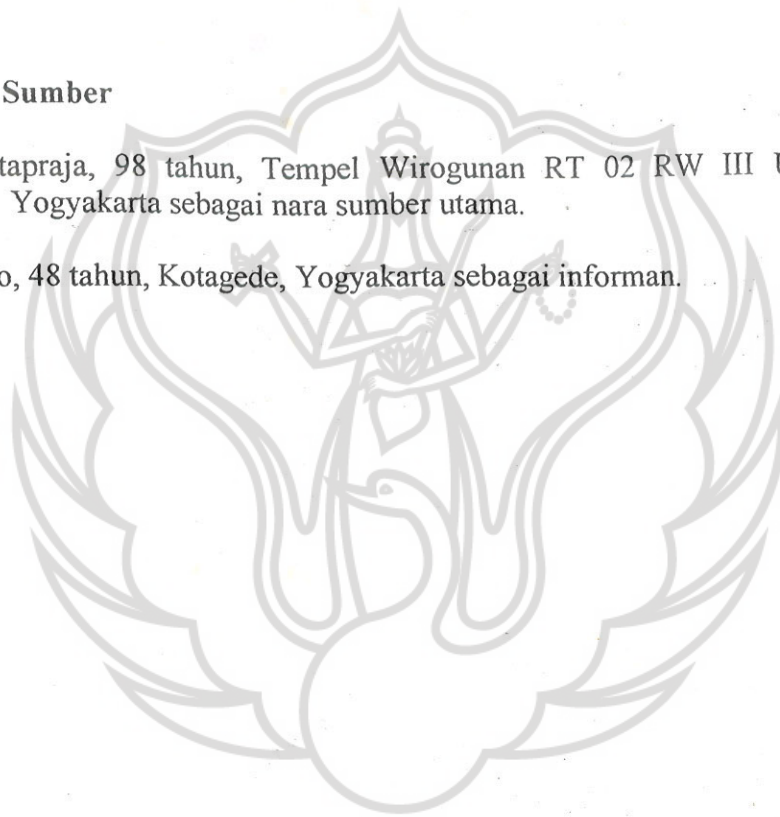 Sumber
tapraja, 98 tahun, Tempel Wirogunan RT 02 RW III
Yogyakarta sebagai nara sumber utama.
o, 48 tahun, Kotagede, Yogyakarta sebagai informan.